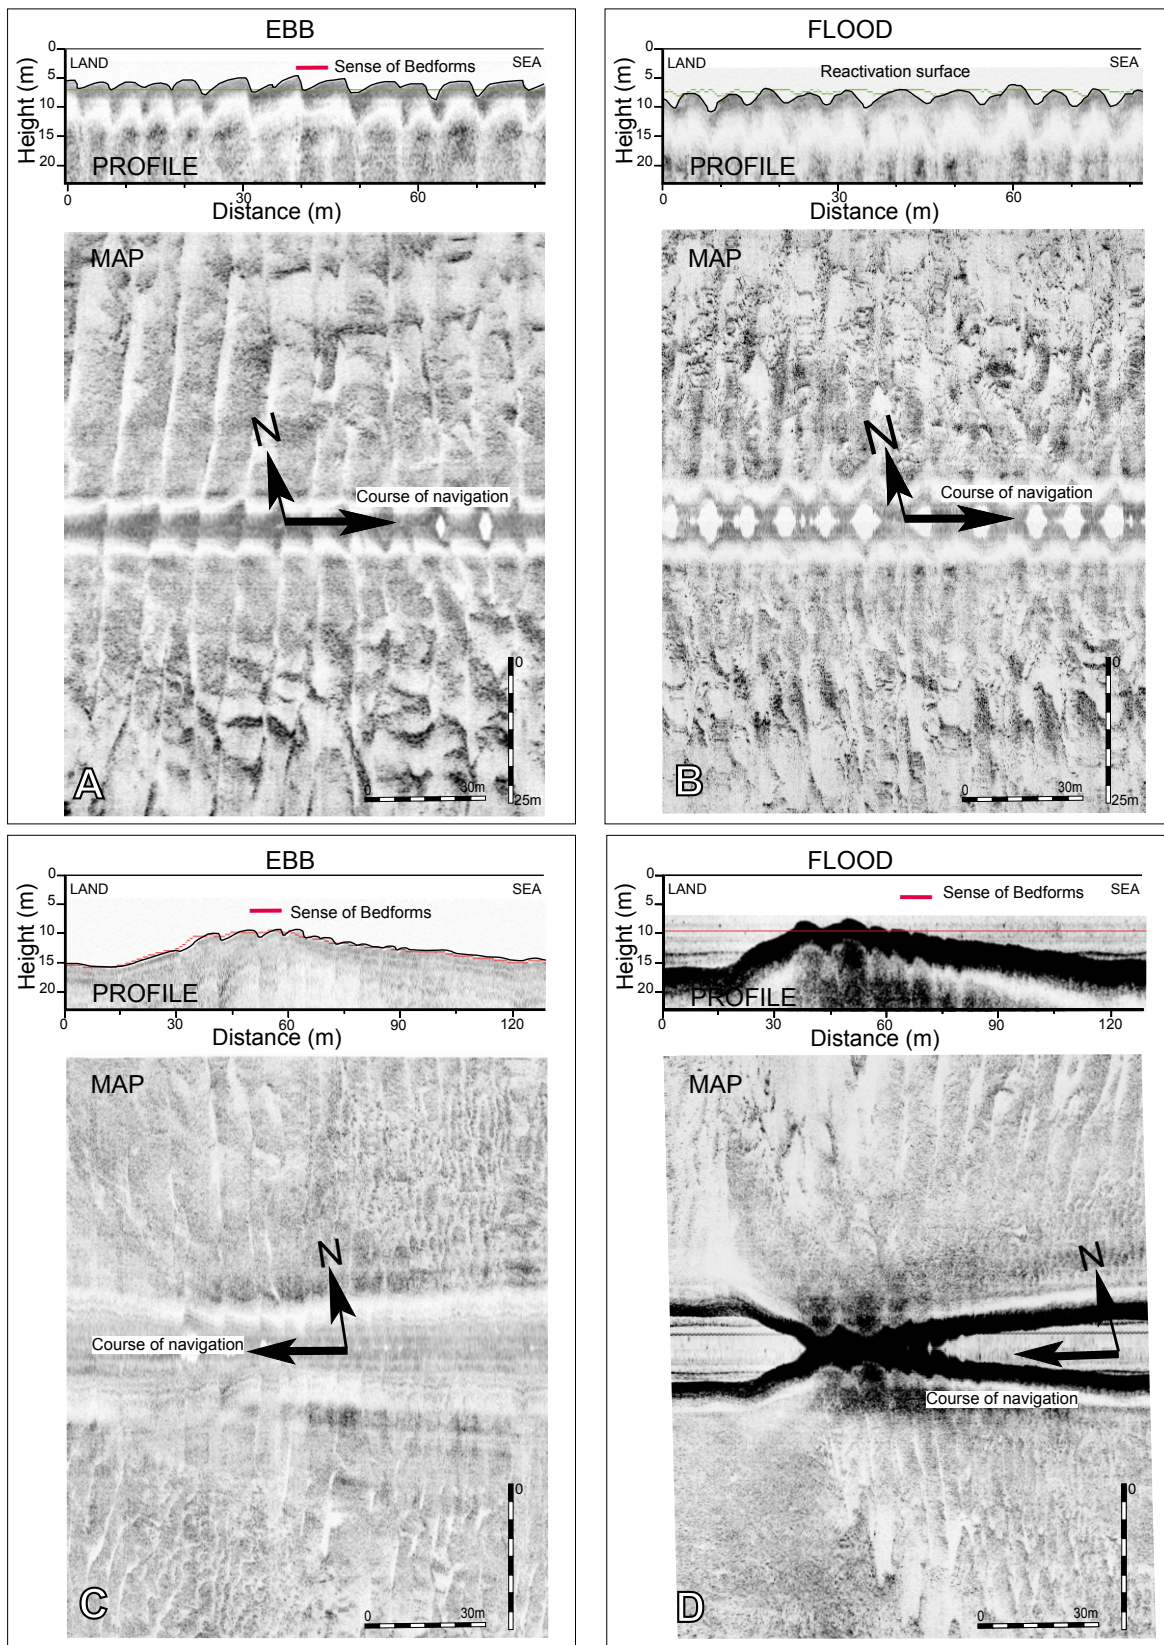 EBB
0
LAND
SEA
Sense of Bedforms
5
10
15
20
Height (m)
PROFILE
0
30
60
Distance (m)
MAP
N
Course of navigation
0
25m
0
30m
A
FLOOD
0
LAND
SEA
Reactivation surface
5
10
15
20
Height (m)
PROFILE
0
30
60
Distance (m)
MAP
N
Course of navigation
0
25m
0
30m
B
EBB
0
LAND
SEA
Sense of Bedforms
5
10
15
20
Height (m)
PROFILE
0
30
60
90
120
Distance (m)
MAP
N
Course of navigation
0
0
30m
C
FLOOD
0
LAND
SEA
Sense of Bedforms
5
10
15
20
Height (m)
PROFILE
0
30
60
90
120
Distance (m)
MAP
N
Course of navigation
0
0
30m
D